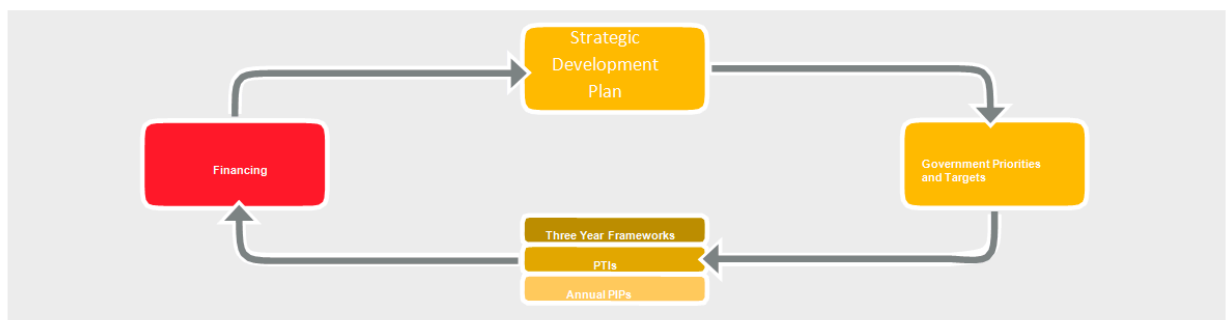 Strategic
Development
Plan
Financing
Government Priorities
and Targets
Three Year Frameworks
PTIs
Annual PIPs